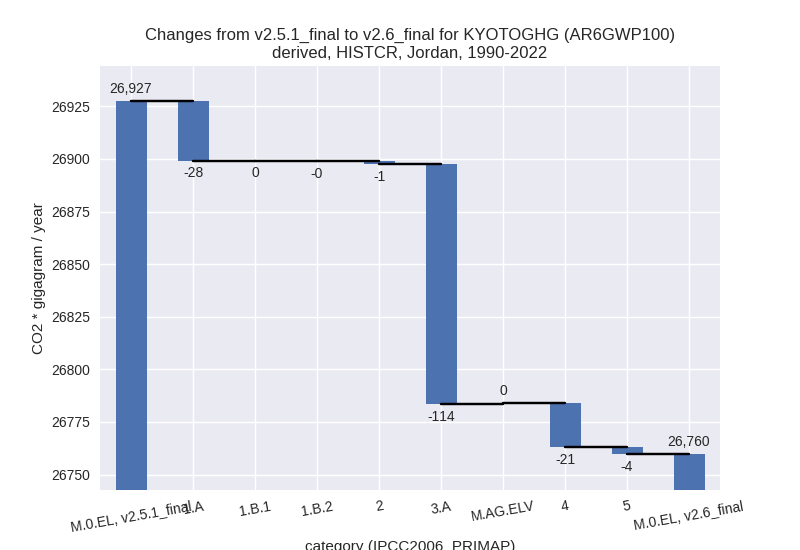 Changes from v2.5.1_final to v2.6_final for KYOTOGHG (AR6GWP100)
derived, HISTCR, Jordan, 1990-2022
CO2 * gigagram / year
26925
26900
26875
26850
26825
26800
26775
26750
26,927
-28
0
-0
-1
-114
0
-21
-4
26,760
M.0.EL, v2.5.1_final
1.A
1.B.1
1.B.2
2
3.A
M.AG.ELV
4
5
M.0.EL, v2.6_final
category (IPCC2006_PRIMAP)